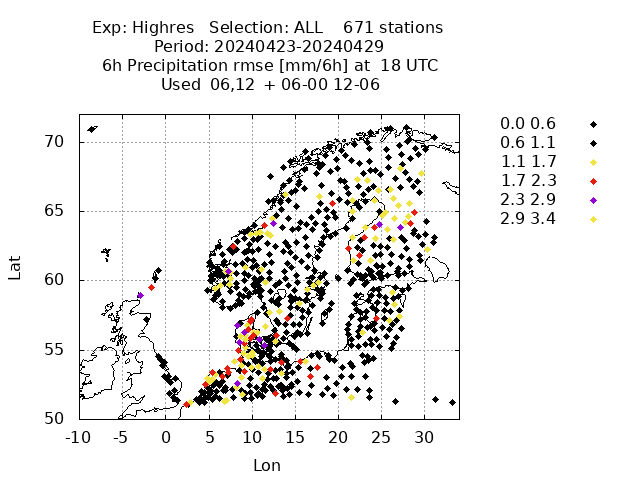 Exp: Highres Selection: ALL 671 stations
Period: 20240423-20240429
6h Precipitation rmse [mm/6h] at 18 UTC
Used 06,12 + 06-00 12-06
0.0 0.6
0.6 1.1
1.1 1.7
1.7 2.3
2.3 2.9
2.9 3.4
70
65
60
55
50
Lat
-10 -5 0 5 10 15 20 25 30
Lon